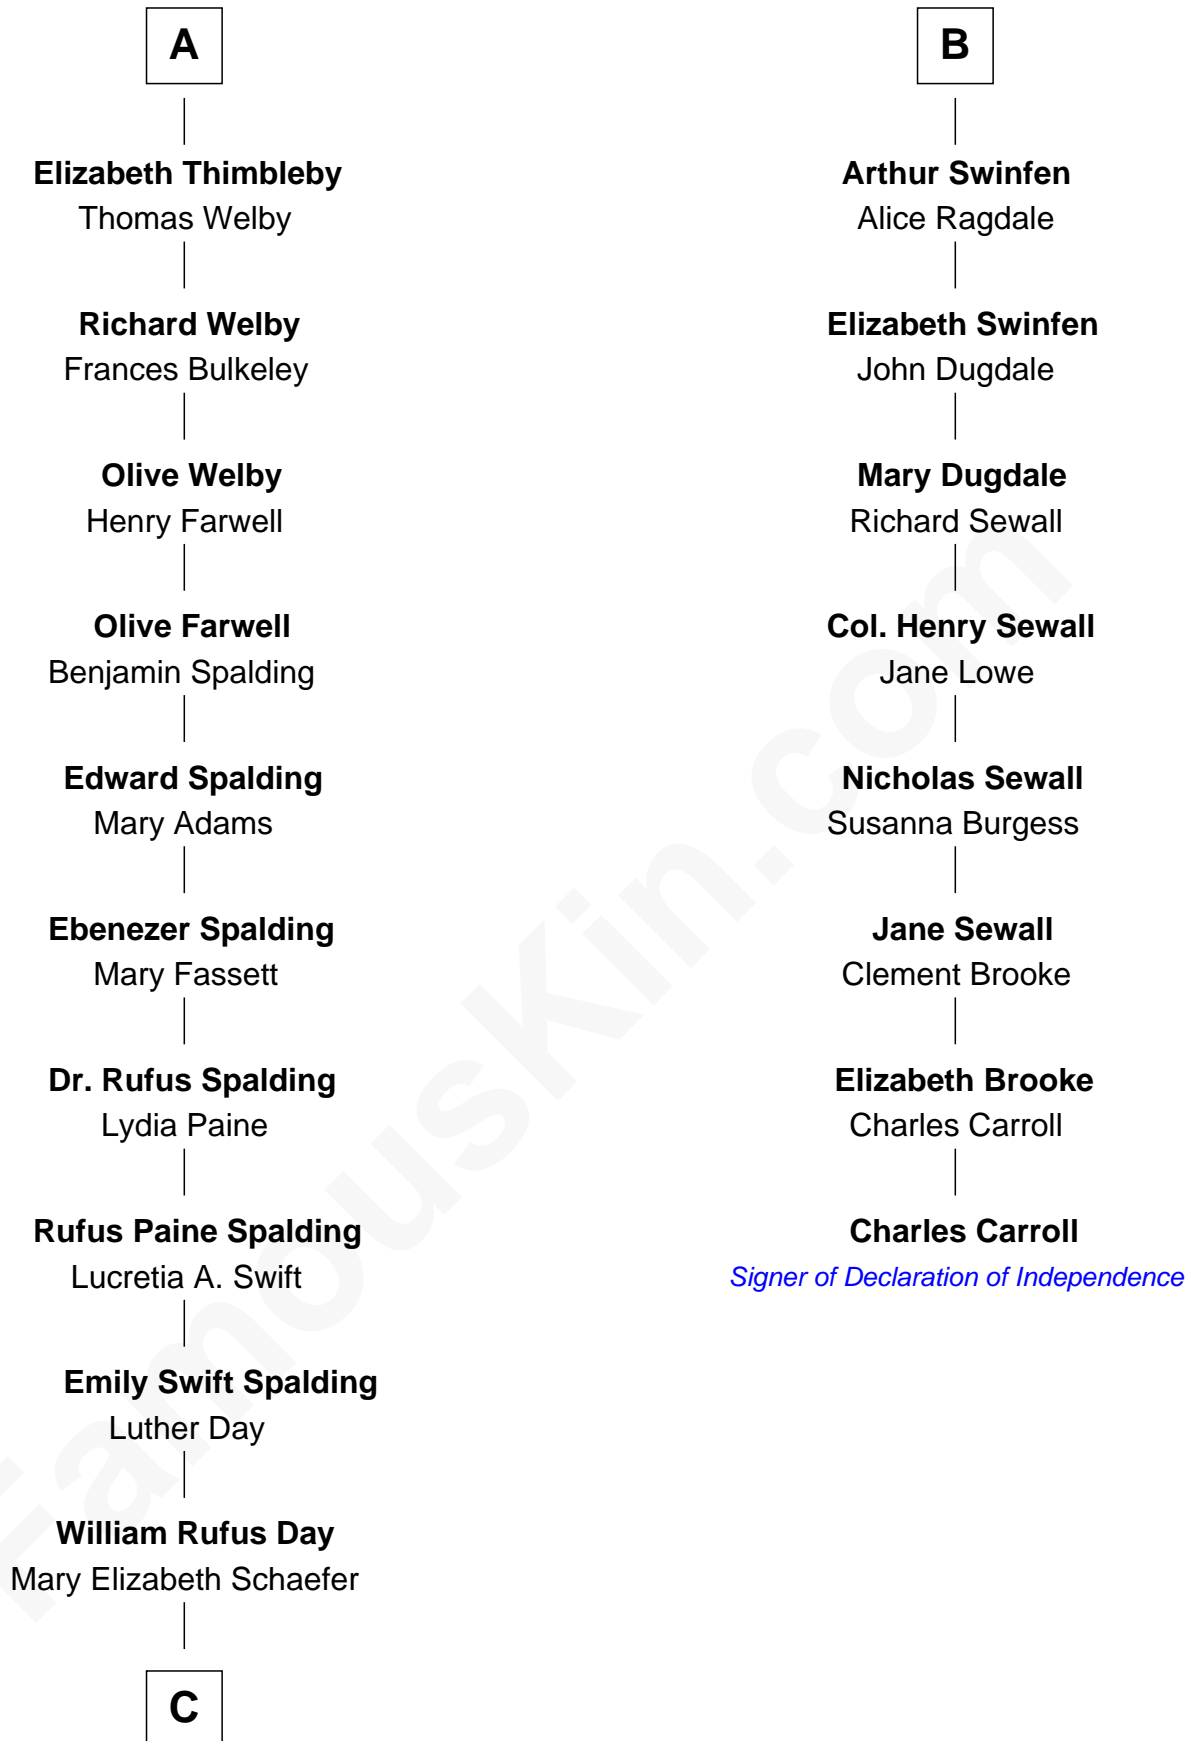 A
Elizabeth Thimbleby
Thomas Welby
Richard Welby
Frances Bulkeley
Olive Welby
Henry Farwell
Olive Farwell
Benjamin Spalding
Edward Spalding
Mary Adams
Ebenezer Spalding
Mary Fassett
Dr. Rufus Spalding
Lydia Paine
Rufus Paine Spalding
Lucretia A. Swift
Emily Swift Spalding
Luther Day
William Rufus Day
Mary Elizabeth Schaefer
C
B
Arthur Swinfen
Alice Ragdale
Elizabeth Swinfen
John Dugdale
Mary Dugdale
Richard Sewall
Col. Henry Sewall
Jane Lowe
Nicholas Sewall
Susanna Burgess
Jane Sewall
Clement Brooke
Elizabeth Brooke
Charles Carroll
Charles Carroll
Signer of Declaration of Independence
FamousKin.com